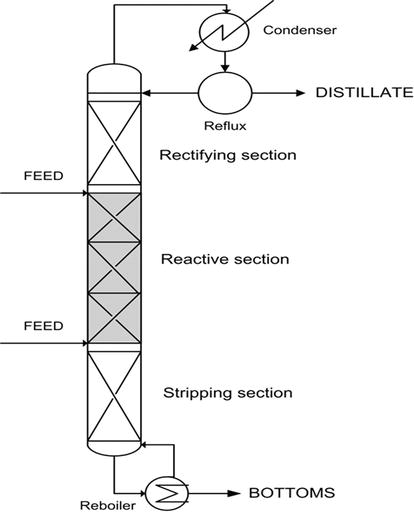 Condenser
DISTILLATE
Reflux
Rectifying section
FEED
Reactive section
FEED
Stripping section
Reboiler
BOTTOMS